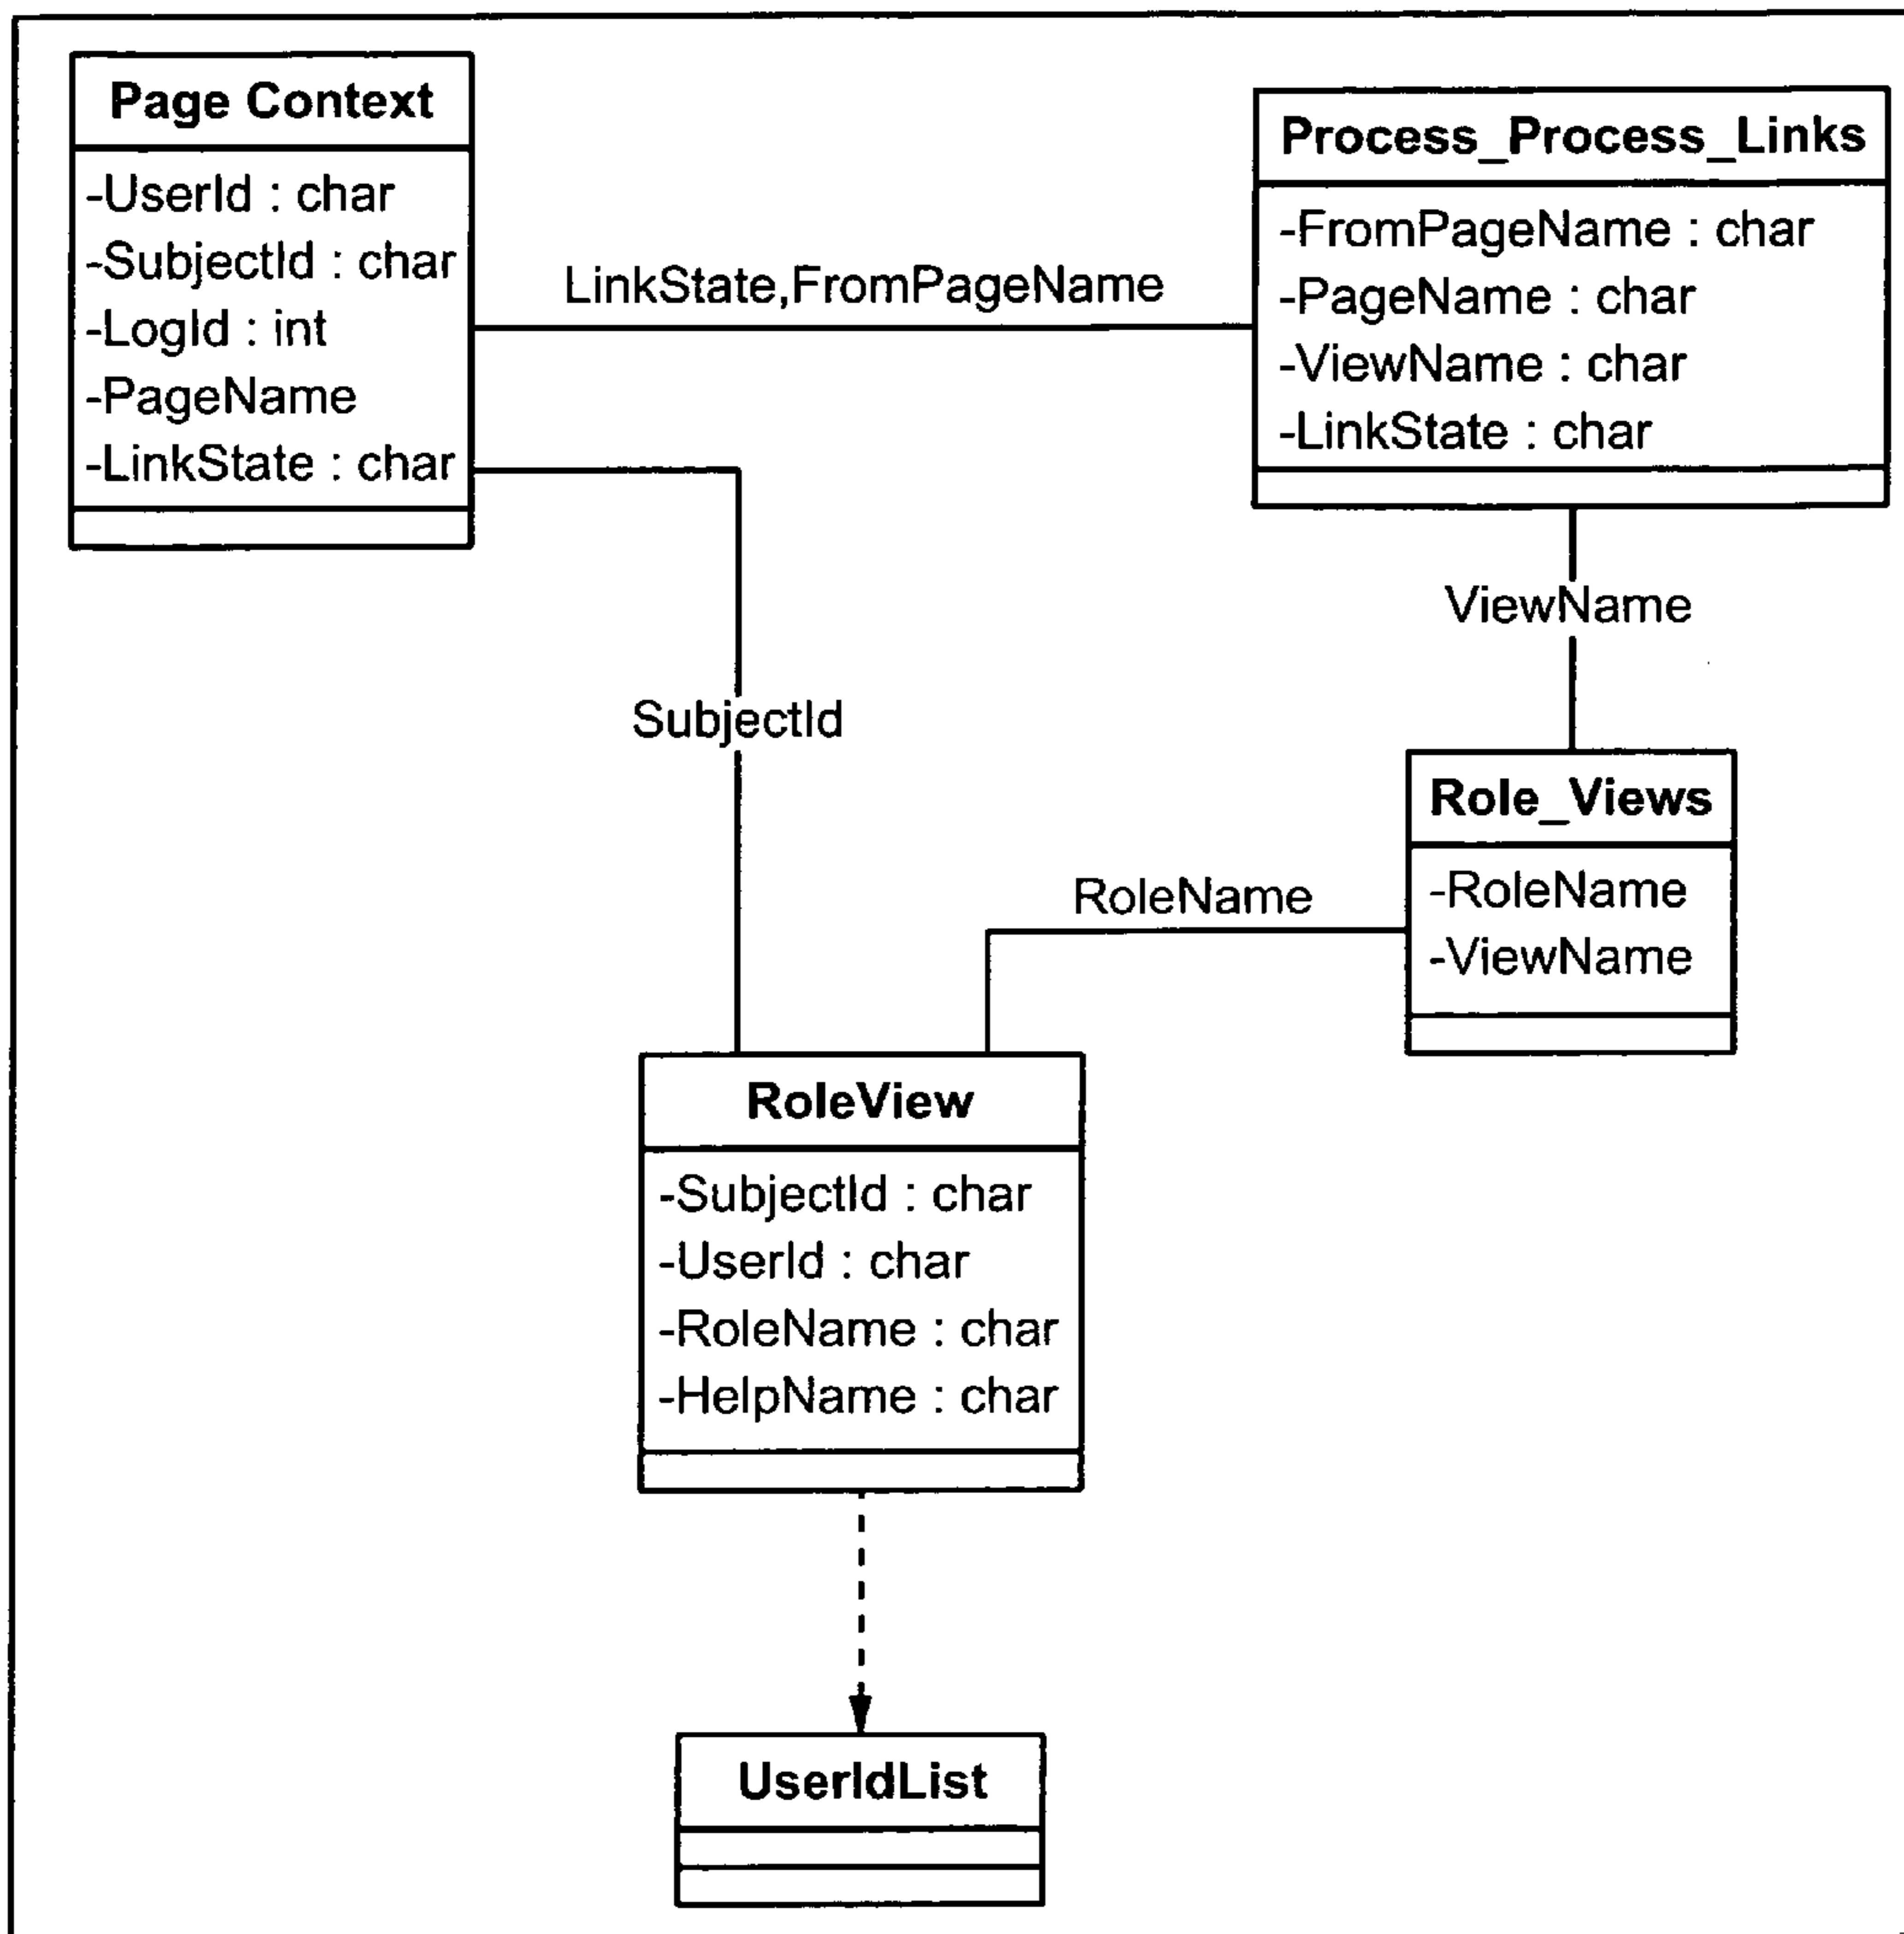 Page Context
-UserId : char
-SubjectId : char
-LogId : int
-PageName
-LinkState : char
LinkState,FromPageName
Process_Process_Links
-FromPageName : char
-PageName : char
-ViewName : char
-LinkState : char
ViewName
SubjectId
Role_Views
-RoleName
-ViewName
RoleName
RoleView
-SubjectId : char
-UserId : char
-RoleName : char
-HelpName : char
UserIdList